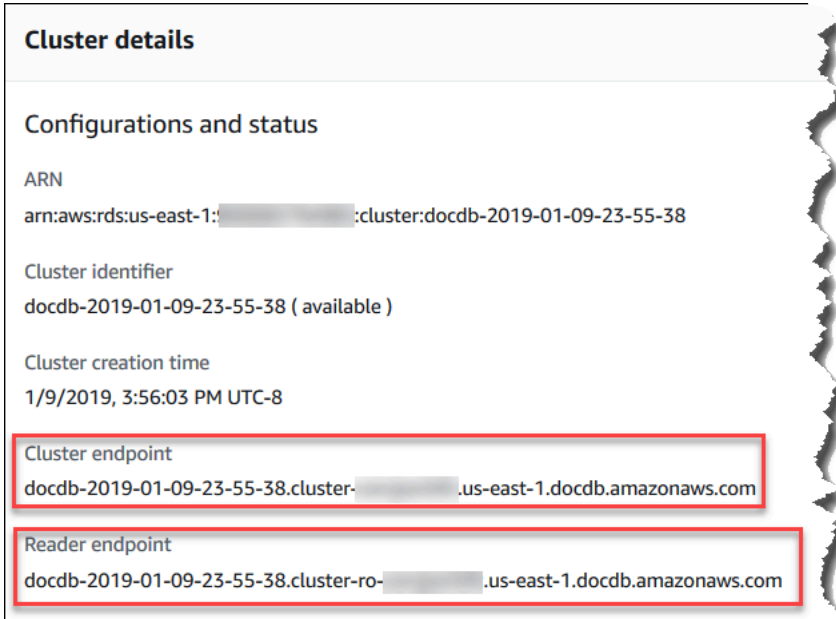 Cluster details
Configurations and status
ARN
arn:aws:rds:us-east-1: :cluster:docdb-2019-01-09-23-55-38
Cluster identifier
docdb-2019-01-09-23-55-38 ( available )
Cluster creation time
1/9/2019, 3:56:03 PM UTC-8
Cluster endpoint
docdb-2019-01-09-23-55-38.cluster- .us-east-1.docdb.amazonaws.com
Reader endpoint
docdb-2019-01-09-23-55-38.cluster-ro- .us-east-1.docdb.amazonaws.com